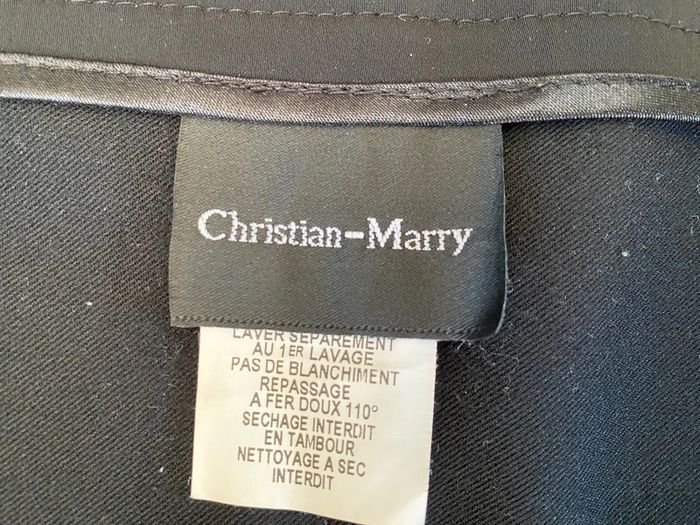 Christian-Marry
LAVER SEPAREMENT
AU 1ER LAVAGE
PAS DE BLANCHIMENT
REPASSAGE
A FER DOUX 110°
SECHAGE INTERDIT
EN TAMBOUR
NETTOYAGE A SEC
INTERDIT